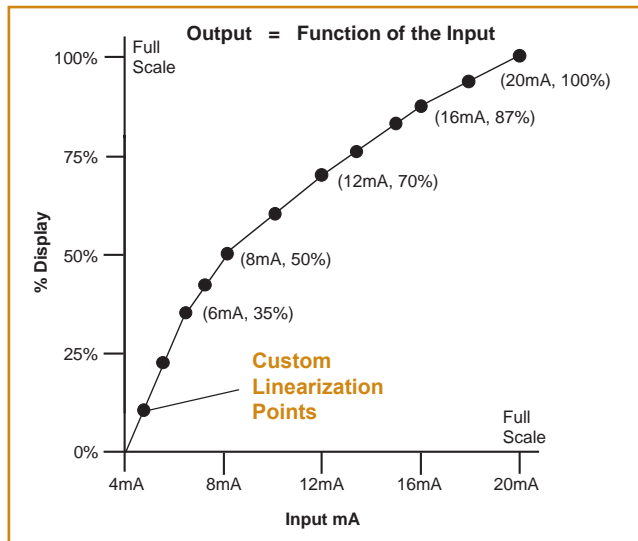 Output = Function of the Input
Full
Scale
100%
(20mA, 100%)
(16mA, 87%)
75%
(12mA, 70%)
% Display
50%
(8mA, 50%)
(6mA, 35%)
25%
Custom
Linearization
Points
Full
Scale
0%
4mA
8mA
12mA
16mA
20mA
Input mA